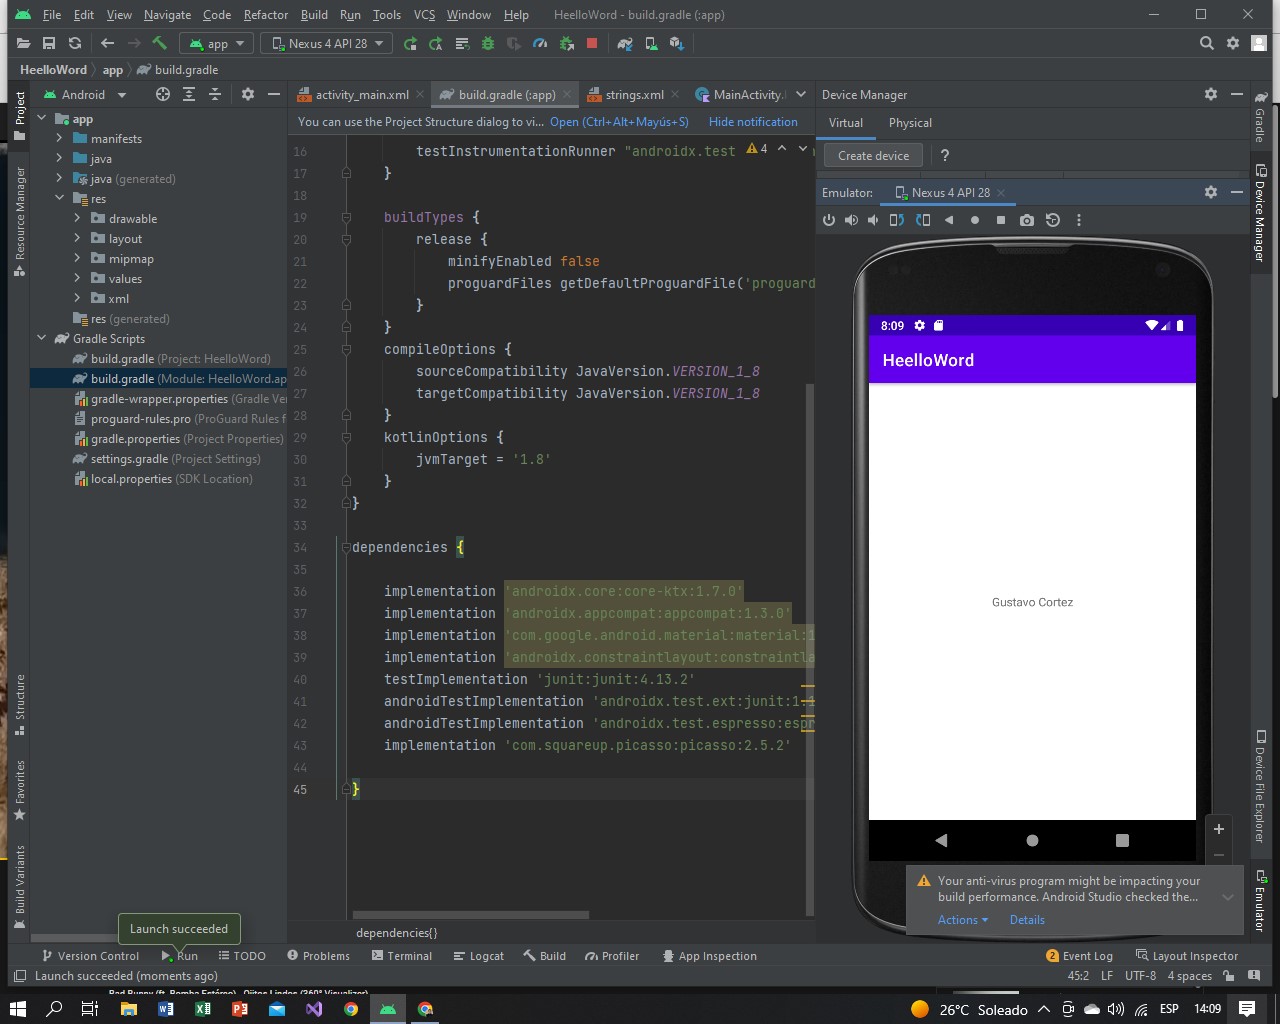 File Edit View Navigate Code Refactor Build Run Tools VCS Window Help HeelloWord - build.gradle (:app)
app Nexus 4 API 28
HeelloWord app build.gradle
Project
Resource Manager
Structure
Favorites
Build Variants
Android
app
manifests
java
java (generated)
res
drawable
layout
mipmap
values
xml
res (generated)
Gradle Scripts
build.gradle (Project: HeelloWord)
build.gradle (Module: HeelloWord.ap
gradle-wrapper.properties (Gradle Ve
proguard-rules.pro (ProGuard Rules f
gradle.properties (Project Properties)
settings.gradle (Project Settings)
local.properties (SDK Location)
activity_main.xml build.gradle (:app) strings.xml MainActivity.
You can use the Project Structure dialog to vi... Open (Ctrl+Alt+Mayús+S) Hide notification
4
16 testInstrumentationRunner "androidx.test
17 }
18
19 buildTypes {
20 release {
21 minifyEnabled false
22 proguardFiles getDefaultProguardFile('proguard
23 }
24 }
25 compileOptions {
26 sourceCompatibility JavaVersion.VERSION_1_8
27 targetCompatibility JavaVersion.VERSION_1_8
28 }
29 kotlinOptions {
30 jvmTarget = '1.8'
31 }
32 }
33
34 dependencies {
35
36 implementation 'androidx.core:core-ktx:1.7.0'
37 implementation 'androidx.appcompat:appcompat:1.3.0'
38 implementation 'com.google.android.material:material:1
39 implementation 'androidx.constraintlayout:constraintla
40 testImplementation 'junit:junit:4.13.2'
41 androidTestImplementation 'androidx.test.ext:junit:1.1
42 androidTestImplementation 'androidx.test.espresso:espr
43 implementation 'com.squareup.picasso:picasso:2.5.2'
44
45 }
dependencies{}
Device Manager
Virtual Physical
Create device ?
Emulator: Nexus 4 API 28
8:09
HeelloWord
Gustavo Cortez
Your anti-virus program might be impacting your
build performance. Android Studio checked the...
Actions Details
Gradle
Device Manager
Device File Explorer
Emulator
Launch succeeded
Version Control Run TODO Problems Terminal Logcat Build Profiler App Inspection 2 Event Log Layout Inspector
Launch succeeded (moments ago) 45:2 LF UTF-8 4 spaces
Bad Bunny (ft. Bomba Estéreo) - Ojitos Lindos (360° Visualizer)
26°C Soleado ESP 14:09